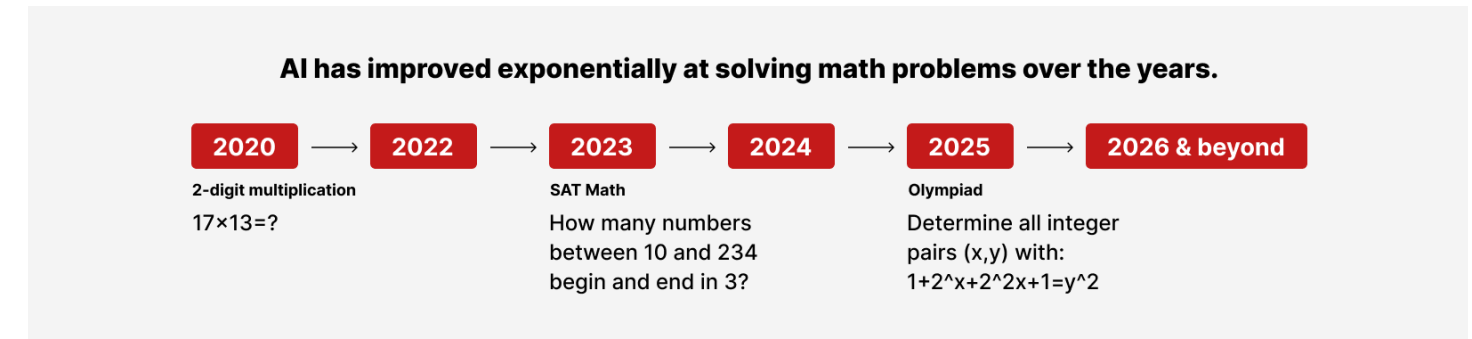 AI has improved exponentially at solving math problems over the years.
2020
2022
2023
2024
2025
2026 & beyond
2-digit multiplication
17×13=?
SAT Math
How many numbers
between 10 and 234
begin and end in 3?
Olympiad
Determine all integer
pairs (x,y) with:
1+2^x+2^2x+1=y^2